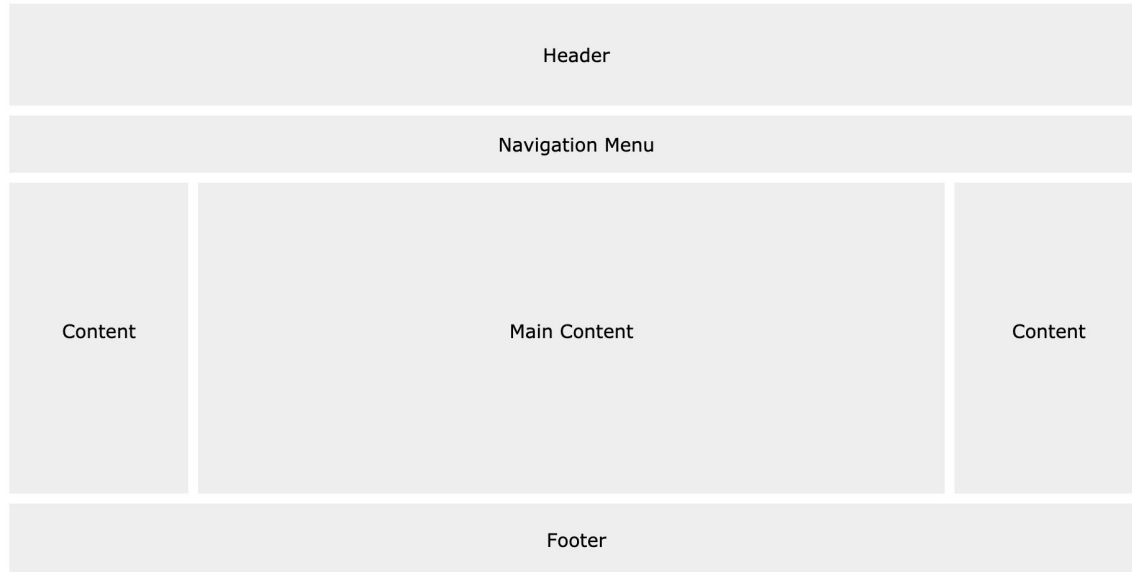 Header
Navigation Menu
Content
Main Content
Content
Footer